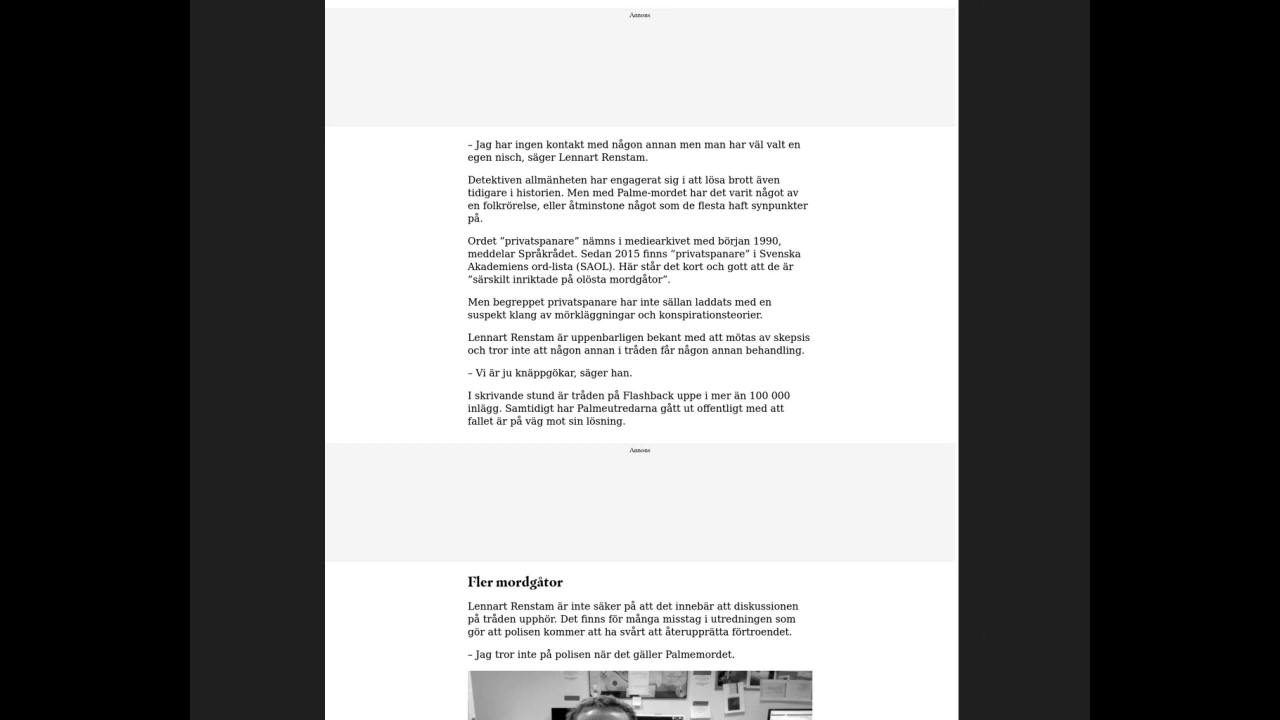 Annons
– Jag har ingen kontakt med någon annan men man har väl valt en
egen nisch, säger Lennart Renstam.
Detektiven allmänheten har engagerat sig i att lösa brott även
tidigare i historien. Men med Palme-mordet har det varit något av
en folkrörelse, eller åtminstone något som de flesta haft synpunkter
på.
Ordet ”privatspanare” nämns i mediearkivet med början 1990,
meddelar Språkrådet. Sedan 2015 finns ”privatspanare” i Svenska
Akademiens ord-lista (SAOL). Här står det kort och gott att de är
”särskilt inriktade på olösta mordgåtor”.
Men begreppet privatspanare har inte sällan laddats med en
suspekt klang av mörkläggningar och konspirationsteorier.
Lennart Renstam är uppenbarligen bekant med att mötas av skepsis
och tror inte att någon annan i tråden får någon annan behandling.
– Vi är ju knäppgökar, säger han.
I skrivande stund är tråden på Flashback uppe i mer än 100 000
inlägg. Samtidigt har Palmeutredarna gått ut offentligt med att
fallet är på väg mot sin lösning.
Annons
Fler mordgåtor
Lennart Renstam är inte säker på att det innebär att diskussionen
på tråden upphör. Det finns för många misstag i utredningen som
gör att polisen kommer att ha svårt att återupprätta förtroendet.
– Jag tror inte på polisen när det gäller Palmemordet.